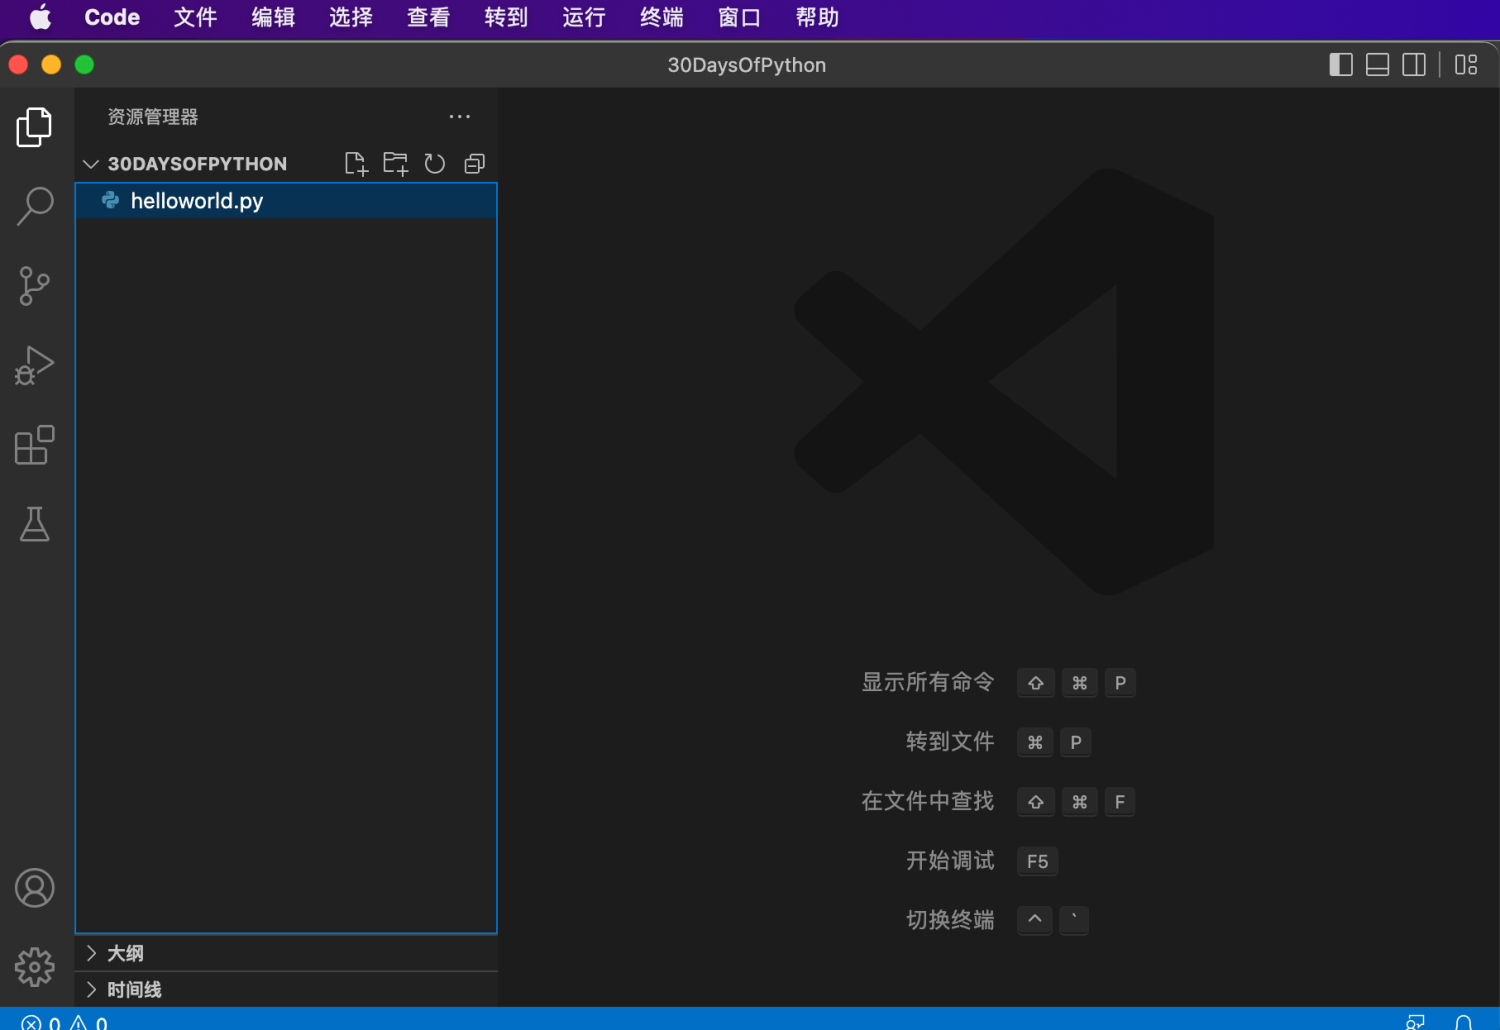 Code 文件 编辑 选择 查看 转到 运行 终端 窗口 帮助
30DaysOfPython
资源管理器 ···
30DAYSOFPYTHON
helloworld.py
显示所有命令 ⇧ ⌘ P
转到文件 ⌘ P
在文件中查找 ⇧ ⌘ F
开始调试 F5
切换终端 ^ `
大纲
时间线
0 0